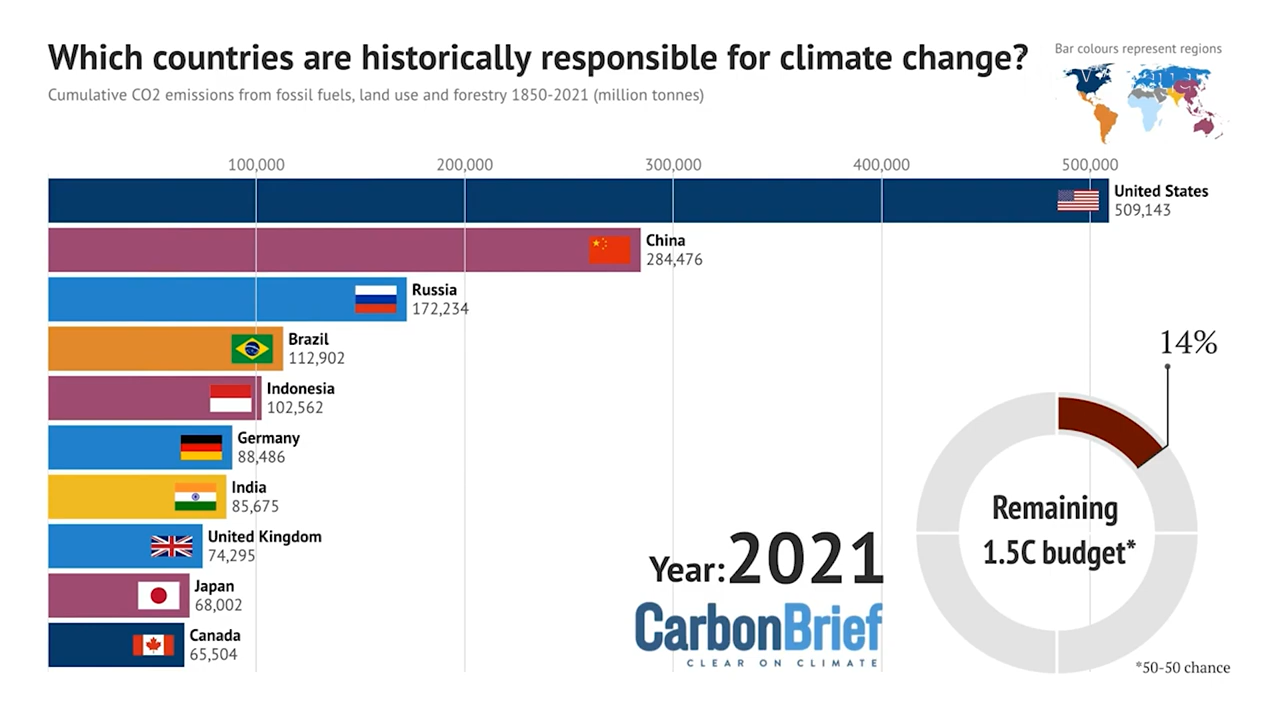 Which countries are historically responsible for climate change?
Cumulative CO2 emissions from fossil fuels, land use and forestry 1850-2021 (million tonnes)
Bar colours represent regions
100,000 200,000 300,000 400,000 500,000
United States
509,143
China
284,476
Russia
172,234
Brazil
112,902
Indonesia
102,562
Germany
88,486
India
85,675
United Kingdom
74,295
Japan
68,002
Canada
65,504
Year: 2021
CarbonBrief
CLEAR ON CLIMATE
14%
Remaining
1.5C budget*
*50-50 chance